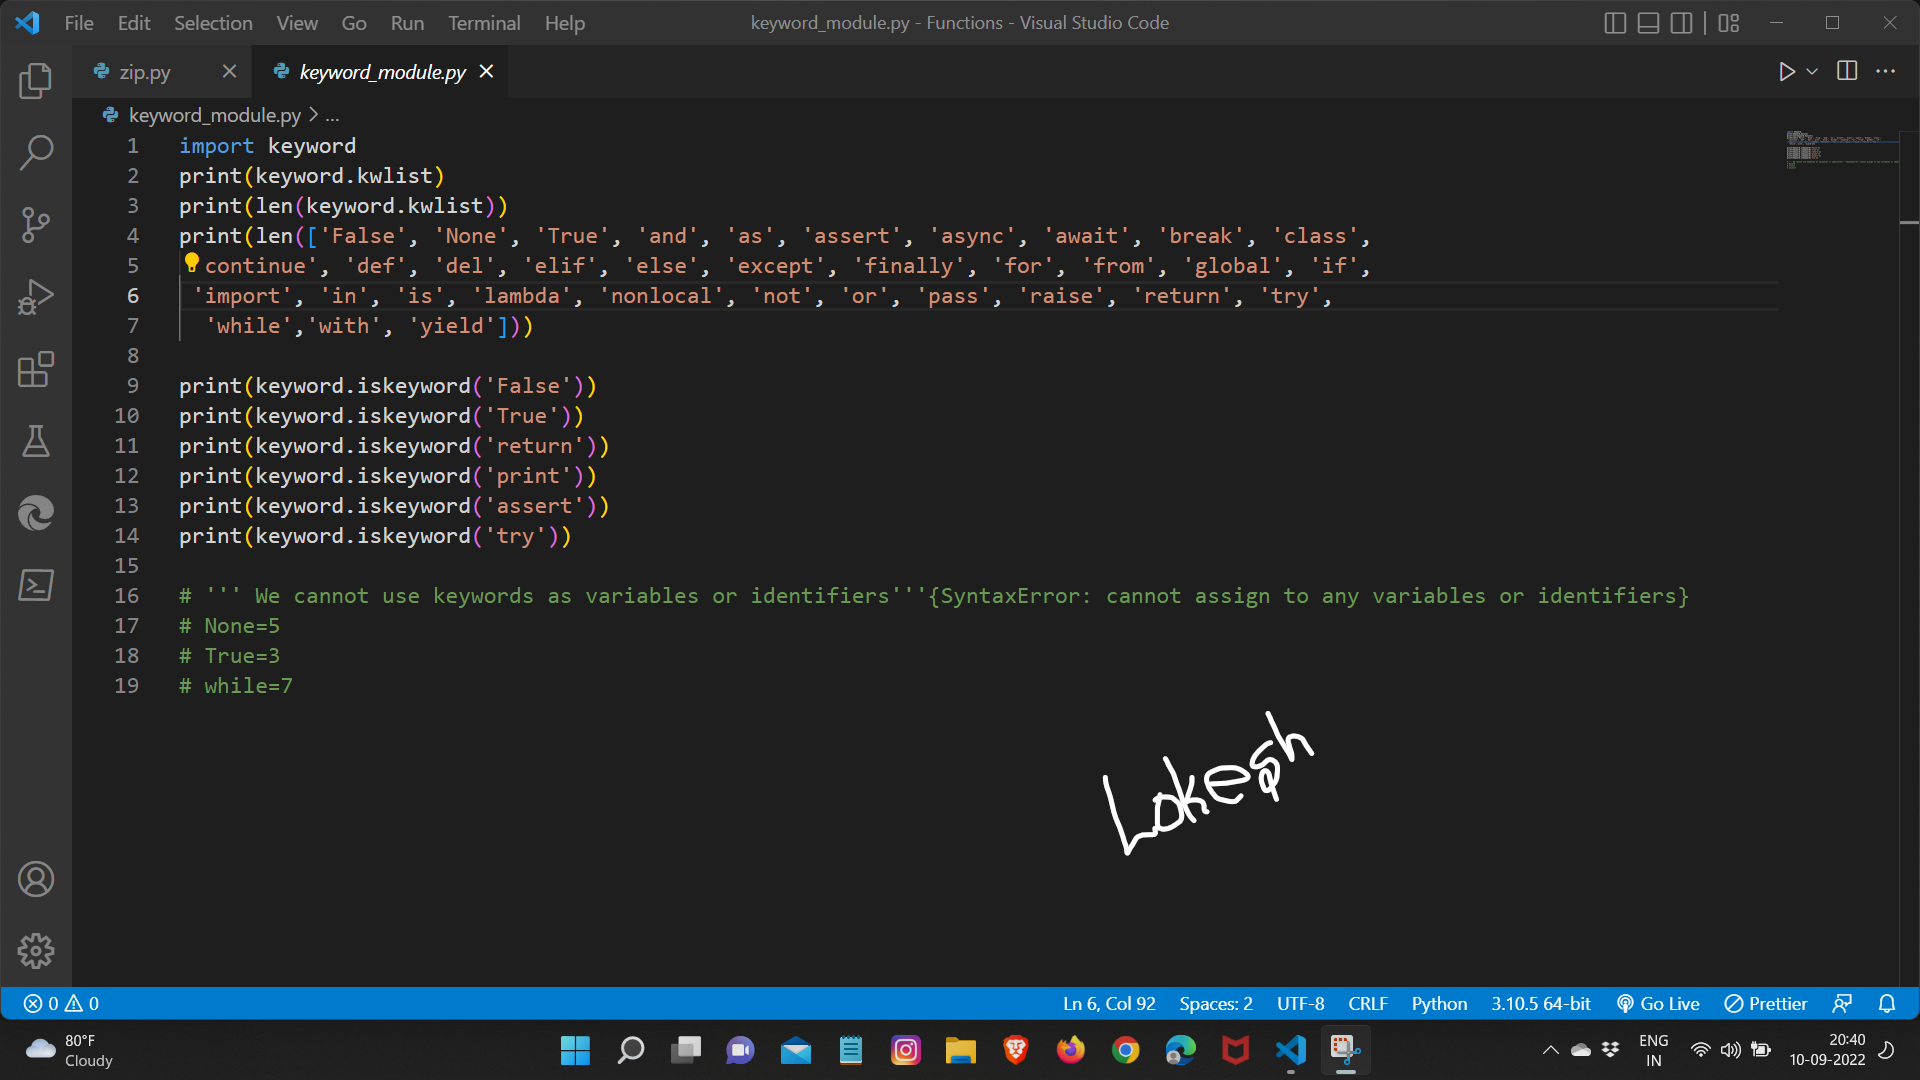 File Edit Selection View Go Run Terminal Help keyword_module.py - Functions - Visual Studio Code
zip.py keyword_module.py
keyword_module.py > ...
1 import keyword
2 print(keyword.kwlist)
3 print(len(keyword.kwlist))
4 print(len(['False', 'None', 'True', 'and', 'as', 'assert', 'async', 'await', 'break', 'class',
5 continue', 'def', 'del', 'elif', 'else', 'except', 'finally', 'for', 'from', 'global', 'if',
6 'import', 'in', 'is', 'lambda', 'nonlocal', 'not', 'or', 'pass', 'raise', 'return', 'try',
7 'while','with', 'yield']))
8
9 print(keyword.iskeyword('False'))
10 print(keyword.iskeyword('True'))
11 print(keyword.iskeyword('return'))
12 print(keyword.iskeyword('print'))
13 print(keyword.iskeyword('assert'))
14 print(keyword.iskeyword('try'))
15
16 # ''' We cannot use keywords as variables or identifiers'''{SyntaxError: cannot assign to any variables or identifiers}
17 # None=5
18 # True=3
19 # while=7
Lokesh
0 0 Ln 6, Col 92 Spaces: 2 UTF-8 CRLF Python 3.10.5 64-bit Go Live Prettier
80°F
Cloudy
ENG
IN
20:40
10-09-2022